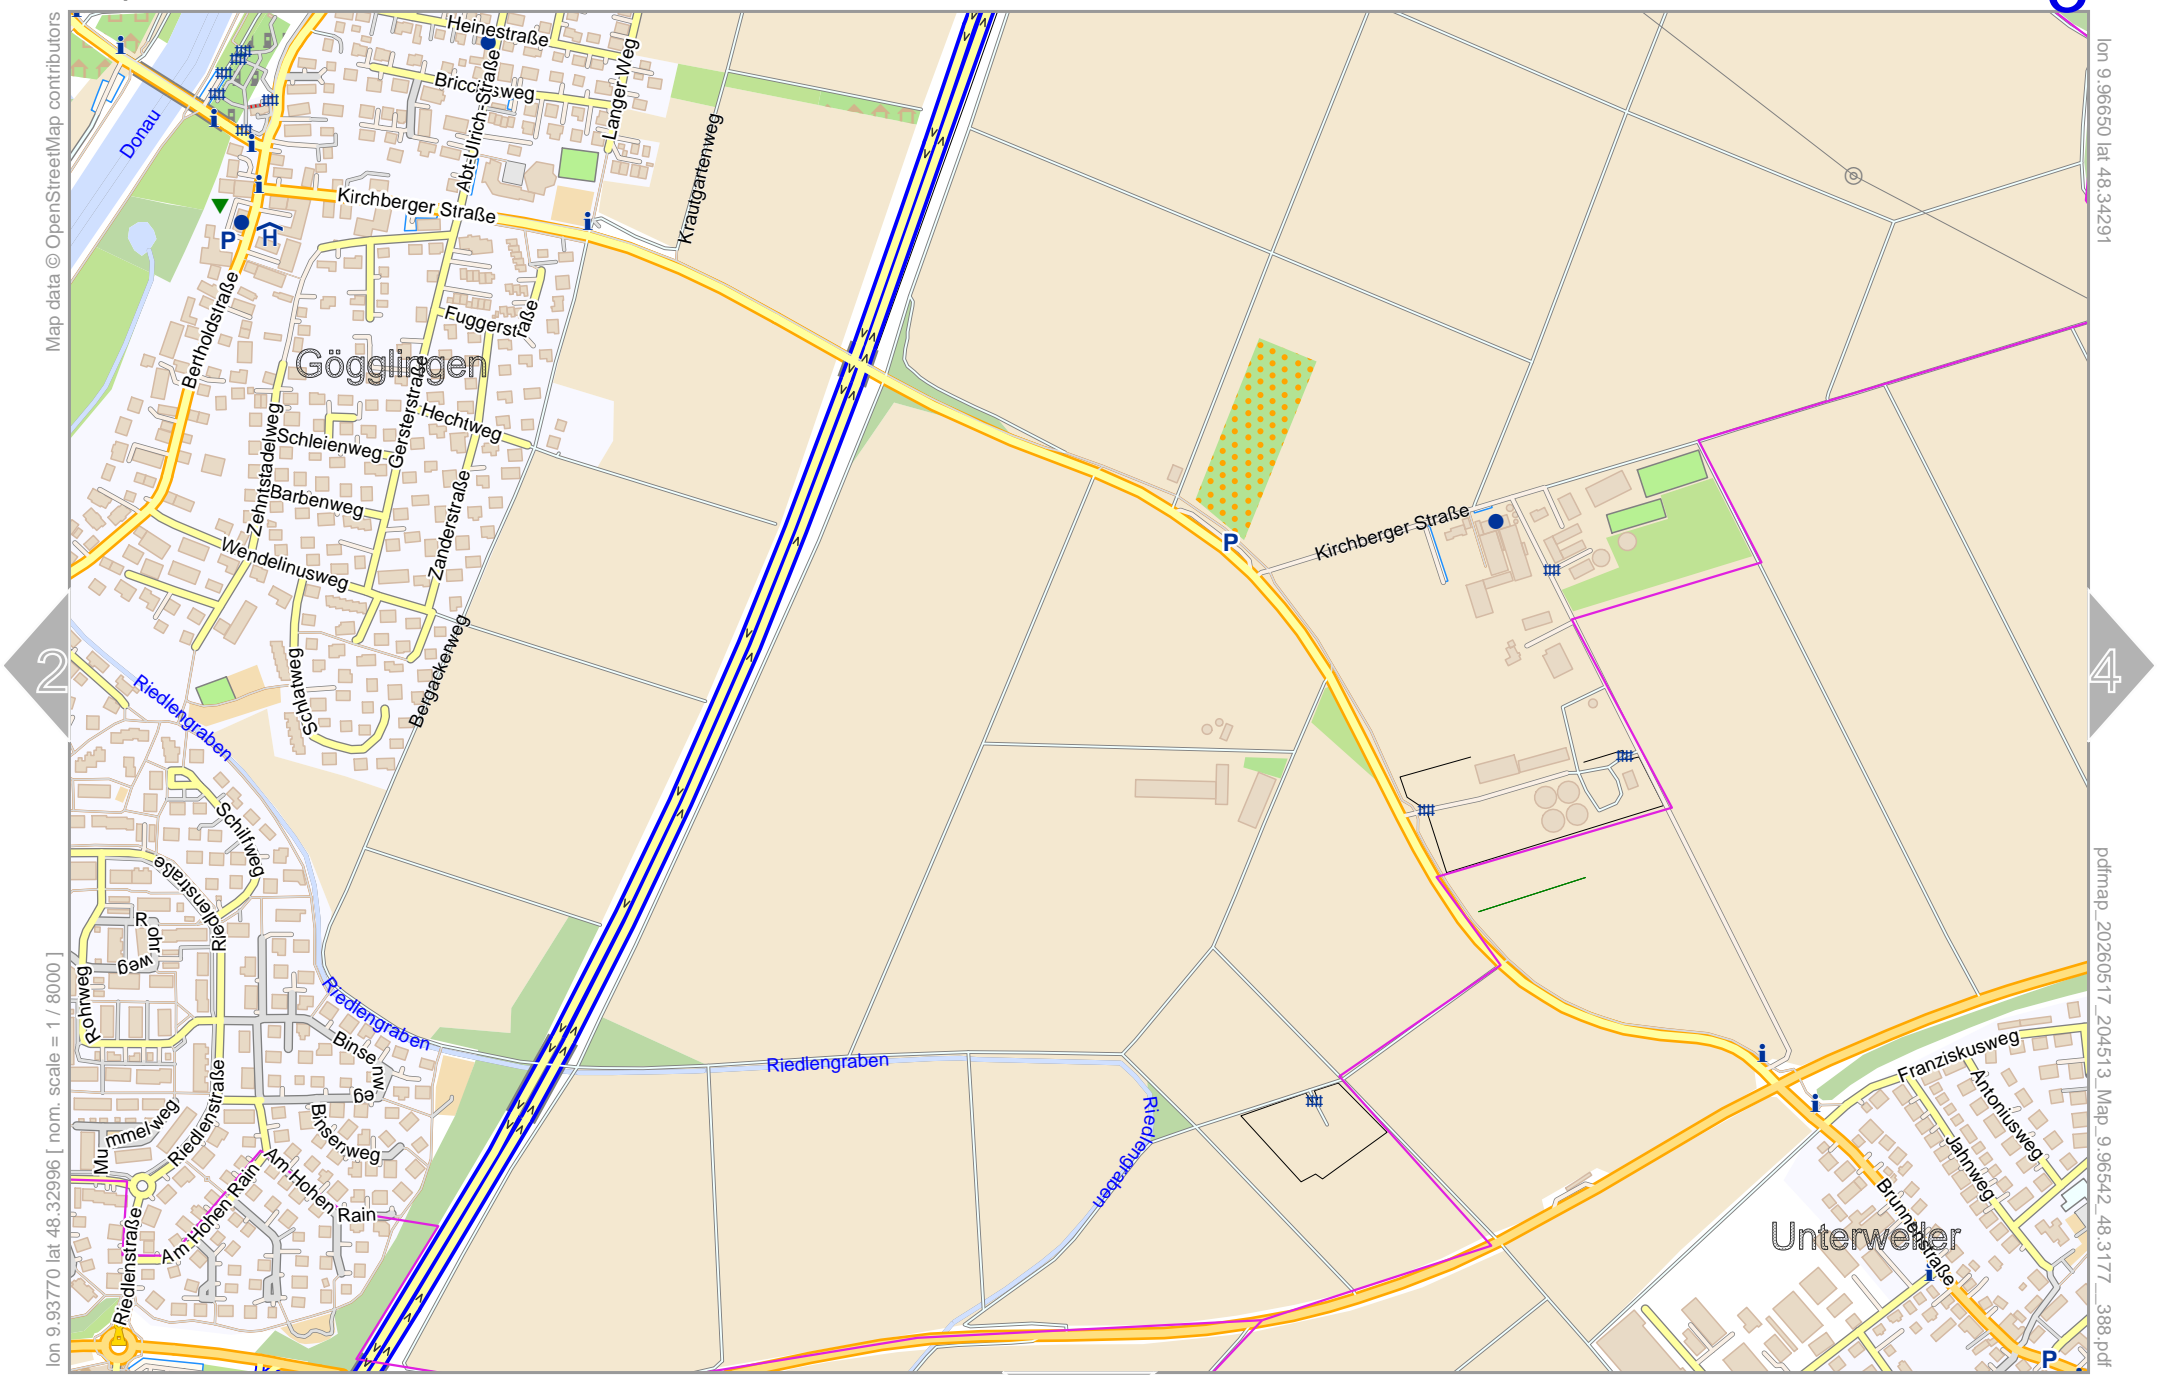 Map data © OpenStreetMap contributors
lon 9.93770 lat 48.32996 [ nom. scale = 1 / 8000 ]
lon 9.96650 lat 48.34291
pdfmap_20260517_204513_Map_9.96542_48.3177__388.pdf
2
4
Heinestraße
Bricciusweg
Langer Weg
Abt-Ulrich-Straße
Krautgartenweg
Donau
Kirchberger Straße
P
H
Bertholdstraße
Fuggerstraße
Gögglingen
Gersterstraße
Hechtweg
Schleienweg
Zehntstadelweg
Barbenweg
Zanderstraße
Wendelinusweg
Bergackerweg
Schlatweg
Riedlengraben
Kirchberger Straße
P
Schilfweg
Riedlenstraße
Rohrweg
Rohrweg
Riedlengraben
Binsenweg
Riedlengraben
Riedlengraben
Riedlenstraße
Binsenweg
Am Hohen Rain
Am Hohen Rain
Riedlenstraße
Franziskusweg
Antoniusweg
Jahnweg
Brunnenstraße
Unterweiler
P